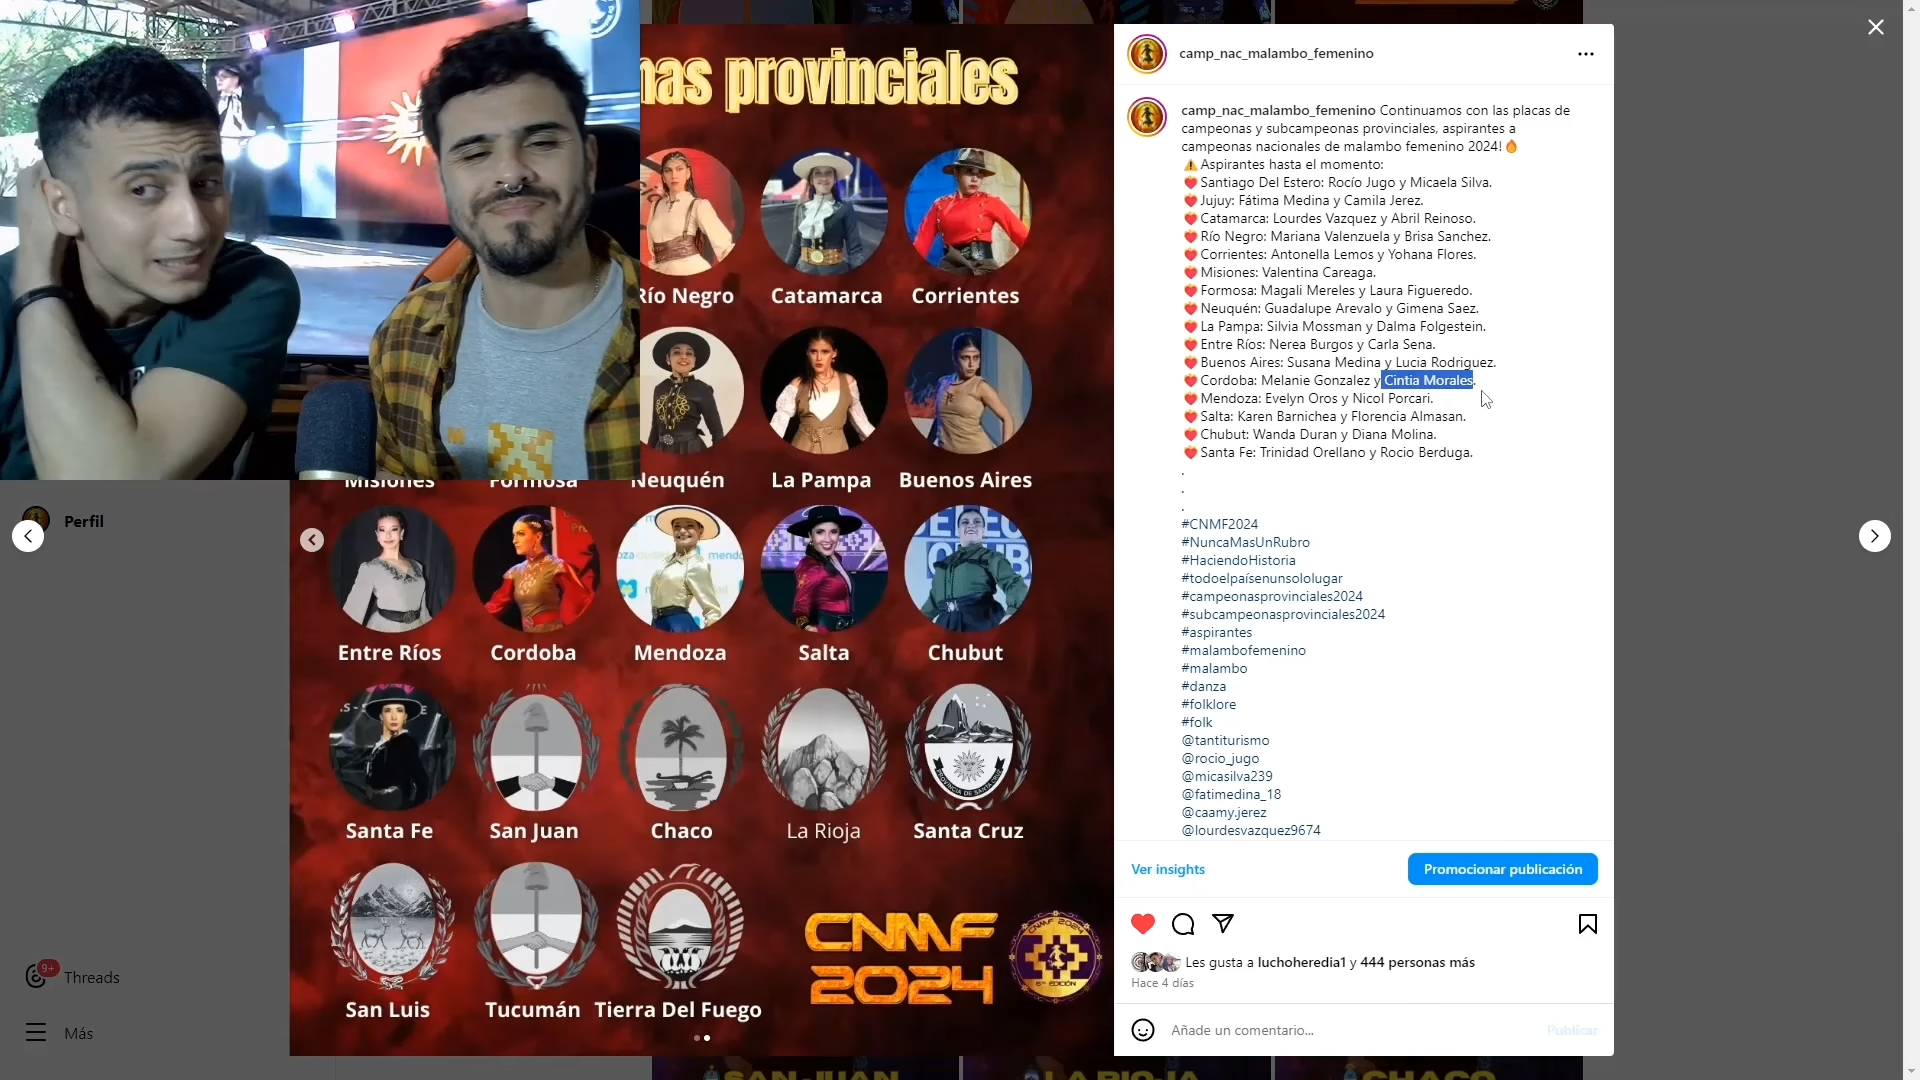 nas provinciales
Río Negro
Catamarca
Corrientes
Misiones
Formosa
Neuquén
La Pampa
Buenos Aires
Entre Ríos
Cordoba
Mendoza
Salta
Chubut
Santa Fe
San Juan
Chaco
La Rioja
Santa Cruz
San Luis
Tucumán
Tierra Del Fuego
CNMF
2024
Perfil
9+
Threads
Más
camp_nac_malambo_femenino
camp_nac_malambo_femenino Continuamos con las placas de
campeonas y subcampeonas provinciales, aspirantes a
campeonas nacionales de malambo femenino 2024!🔥
⚠️Aspirantes hasta el momento:
❤️‍🔥Santiago Del Estero: Rocío Jugo y Micaela Silva.
❤️‍🔥Jujuy: Fátima Medina y Camila Jerez.
❤️‍🔥Catamarca: Lourdes Vazquez y Abril Reinoso.
❤️‍🔥Río Negro: Mariana Valenzuela y Brisa Sanchez.
❤️‍🔥Corrientes: Antonella Lemos y Yohana Flores.
❤️‍🔥Misiones: Valentina Careaga.
❤️‍🔥Formosa: Magali Mereles y Laura Figueredo.
❤️‍🔥Neuquén: Guadalupe Arevalo y Gimena Saez.
❤️‍🔥La Pampa: Silvia Mossman y Dalma Folgestein.
❤️‍🔥Entre Ríos: Nerea Burgos y Carla Sena.
❤️‍🔥Buenos Aires: Susana Medina y Lucia Rodriguez.
❤️‍🔥Cordoba: Melanie Gonzalez y Cintia Morales.
❤️‍🔥Mendoza: Evelyn Oros y Nicol Porcari.
❤️‍🔥Salta: Karen Barnichea y Florencia Almasan.
❤️‍🔥Chubut: Wanda Duran y Diana Molina.
❤️‍🔥Santa Fe: Trinidad Orellano y Rocio Berduga.
.
.
.
#CNMF2024
#NuncaMasUnRubro
#HaciendoHistoria
#todoelpaísenunsololugar
#campeonasprovinciales2024
#subcampeonasprovinciales2024
#aspirantes
#malambofemenino
#malambo
#danza
#folklore
#folk
@tantiturismo
@rocio_jugo
@micasilva239
@fatimedina_18
@caamy.jerez
@lourdesvazquez9674
Ver insights
Promocionar publicación
Les gusta a luchoheredia1 y 444 personas más
Hace 4 días
Añade un comentario...
Publicar
SAN JUAN
LA RIOJA
CHACO